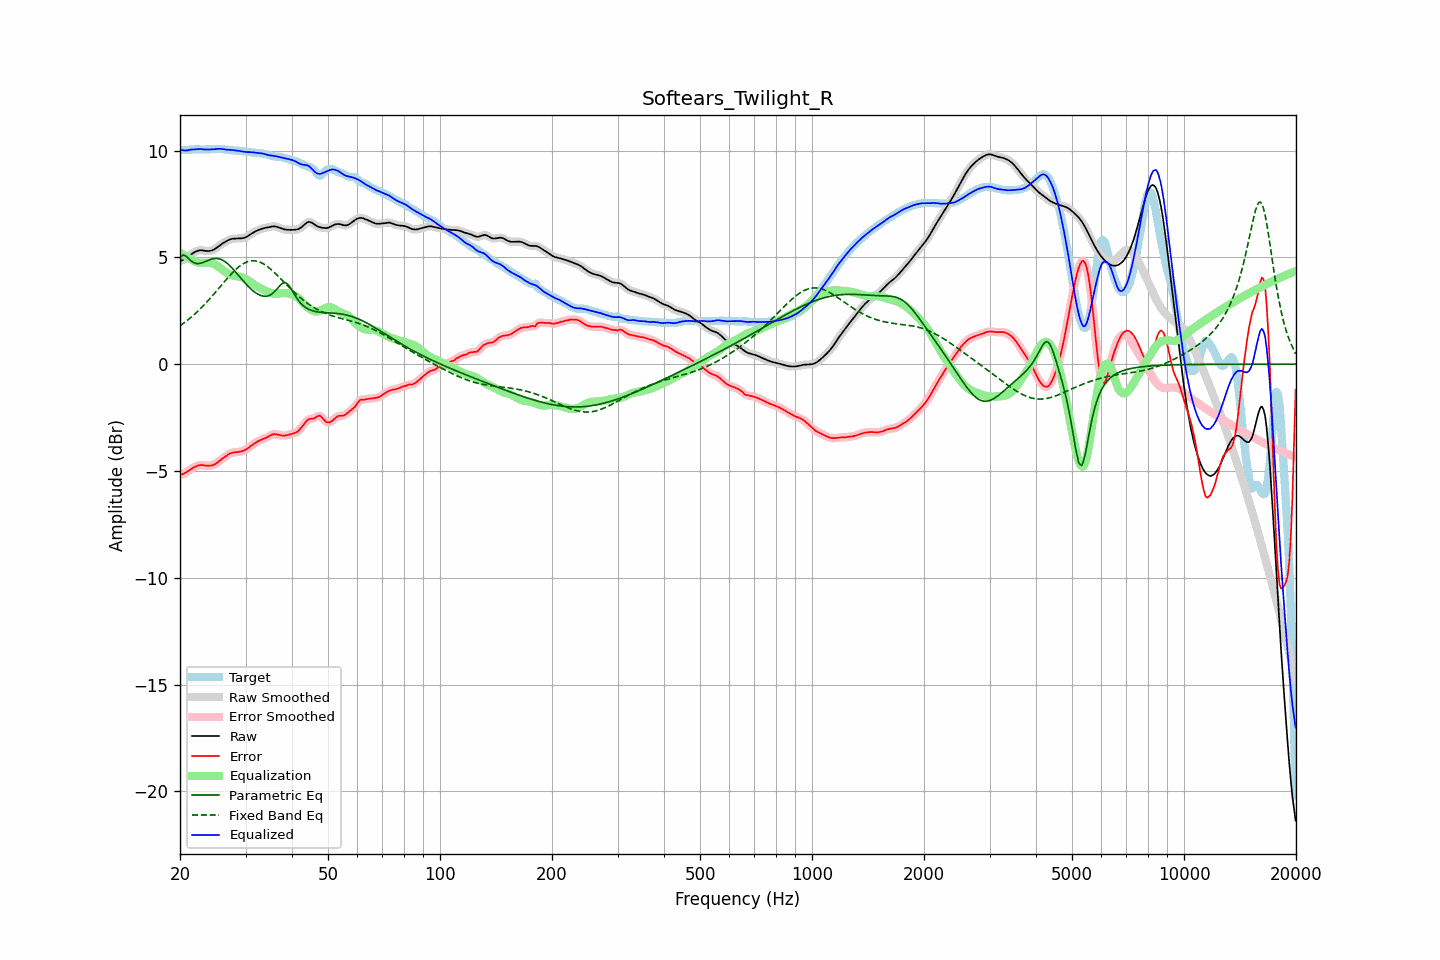 Softears_Twilight_R
10
5
0
−5
−10
−15
−20
Amplitude (dBr)
Target
Raw Smoothed
Error Smoothed
Raw
Error
Equalization
Parametric Eq
Fixed Band Eq
Equalized
20 50 100 200 500 1000 2000 5000 10000 20000
Frequency (Hz)